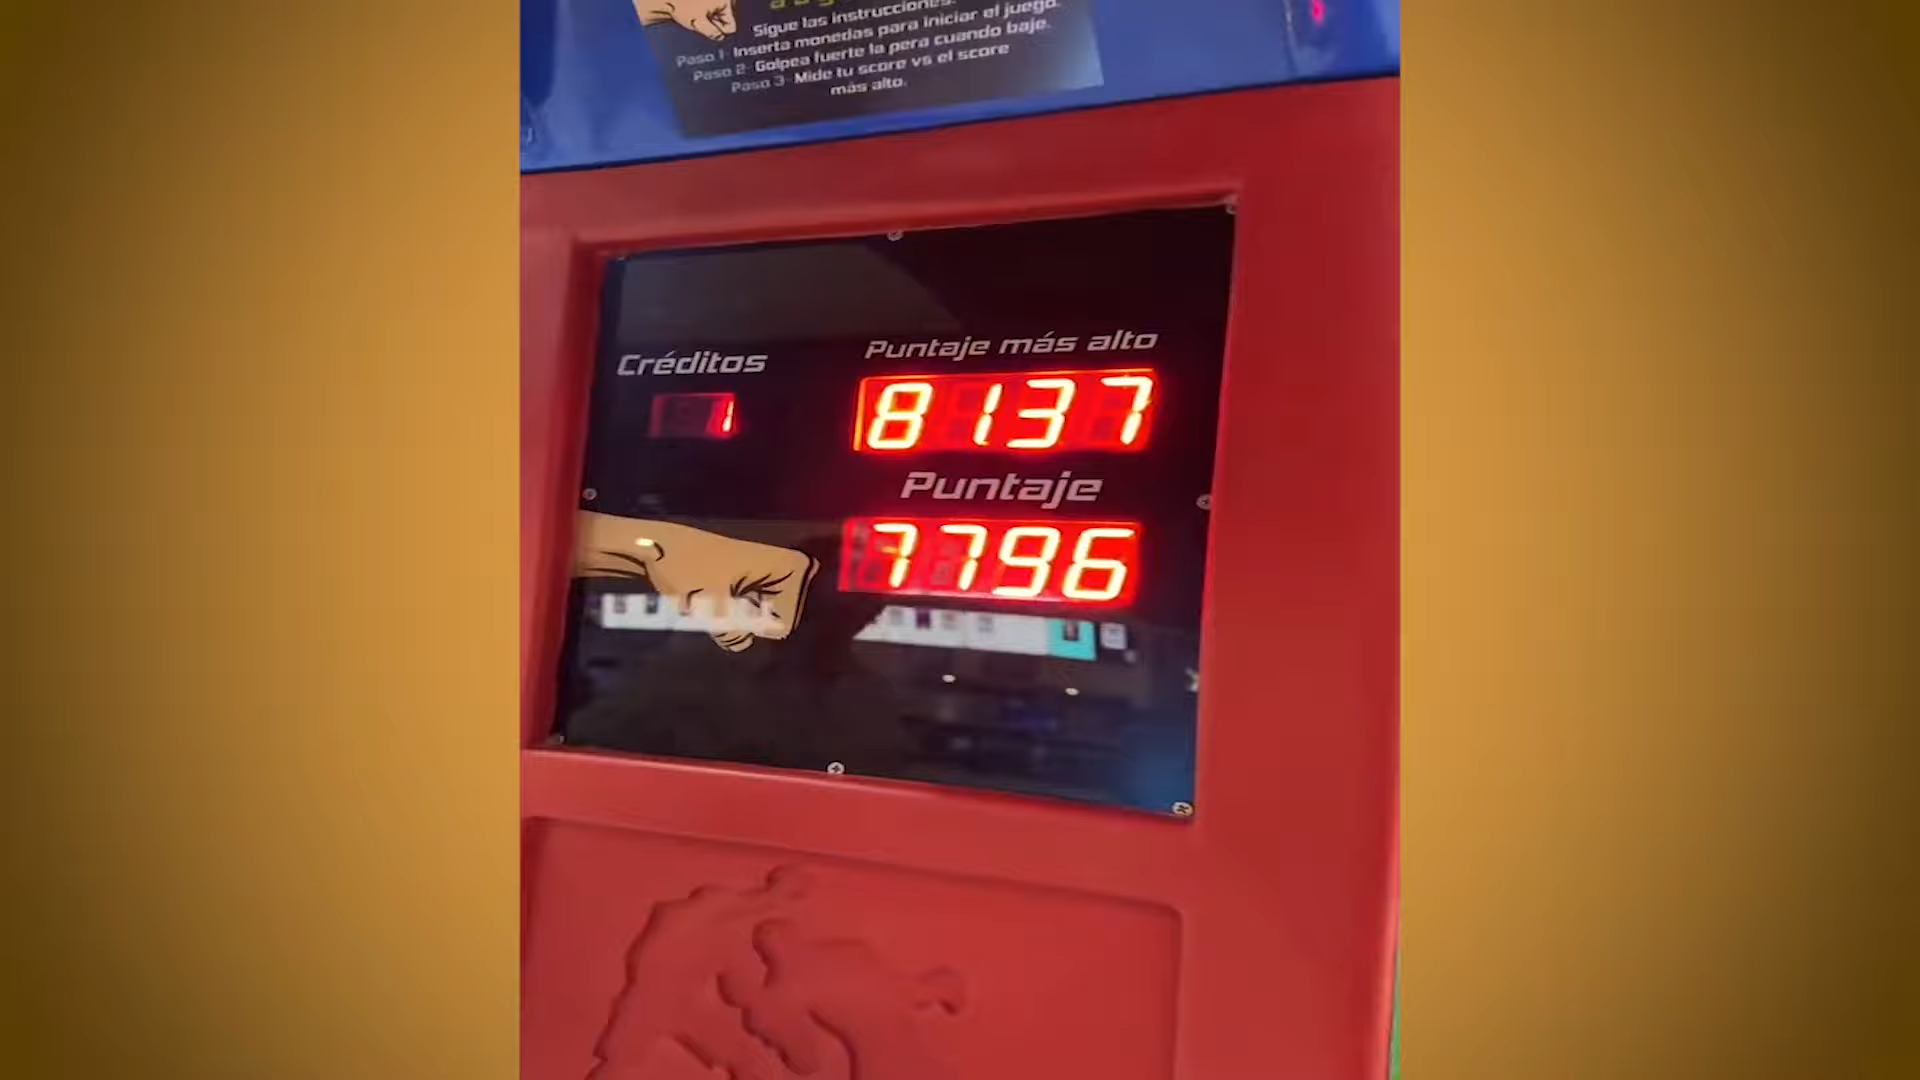 Sigue las instrucciones.
Paso 1 Inserta monedas para iniciar el juego.
Paso 2 Golpea fuerte la pera cuando baje.
Paso 3 Mide tu score vs el score
más alto.
Créditos
1
Puntaje más alto
8137
Puntaje
7796